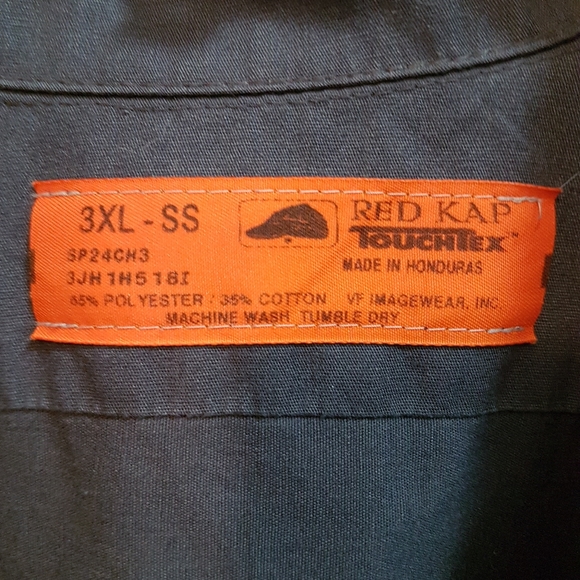 3XL - SS
RED KAP
TOUCHTEX™
SP24CH3
MADE IN HONDURAS
3JH1H518I
65% POLYESTER / 35% COTTON VF IMAGEWEAR, INC.
MACHINE WASH TUMBLE DRY